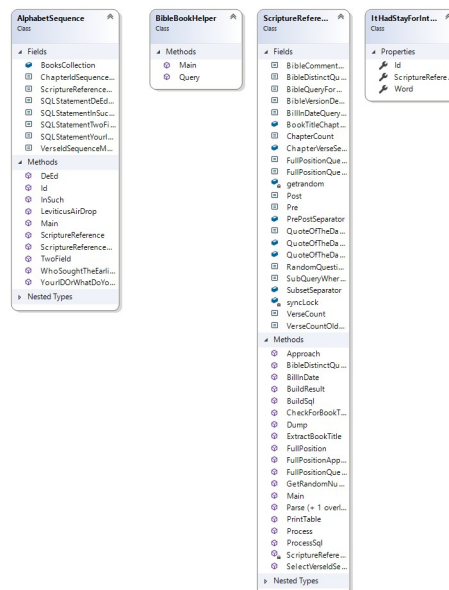 AlphabetSequence
Class
Fields
BooksCollection
ChapterIdSequence...
ScriptureReference...
SQLStatementDeEd...
SQLStatementInSuc...
SQLStatementTwoFi...
SQLStatementYourI...
VerseIdSequenceM...
Methods
DeEd
Id
InSuch
LeviticusAirDrop
Main
ScriptureReference
ScriptureReference...
TwoField
WhoSoughtTheEarli...
YourIDOrWhatDoYo...
Nested Types
BibleBookHelper
Class
Methods
Main
Query
ScriptureRefere...
Class
Fields
BibleComment...
BibleDistinctQu...
BibleQueryFor...
BibleVersionDe...
BillInDateQuery...
BookTitleChapt...
ChapterCount
ChapterVerseSe...
FullPositionQue...
FullPositionQue...
getrandom
Post
Pre
PrePostSeparator
QuoteOfTheDa...
QuoteOfTheDa...
QuoteOfTheDa...
RandomQuesti...
SubQueryWher...
SubsetSeparator
syncLock
VerseCount
VerseCountOld...
Methods
Approach
BibleDistinctQu...
BillInDate
BuildResult
BuildSql
CheckForBookT...
Dump
ExtractBookTitle
FullPosition
FullPositionApp...
FullPositionQue...
GetRandomNu...
Main
Parse (+ 1 overl...
PrintTable
Process
ProcessSql
ScriptureRefere...
SelectVerseIdSe...
Nested Types
ItHadStayForInt...
Class
Properties
Id
ScriptureRefere...
Word